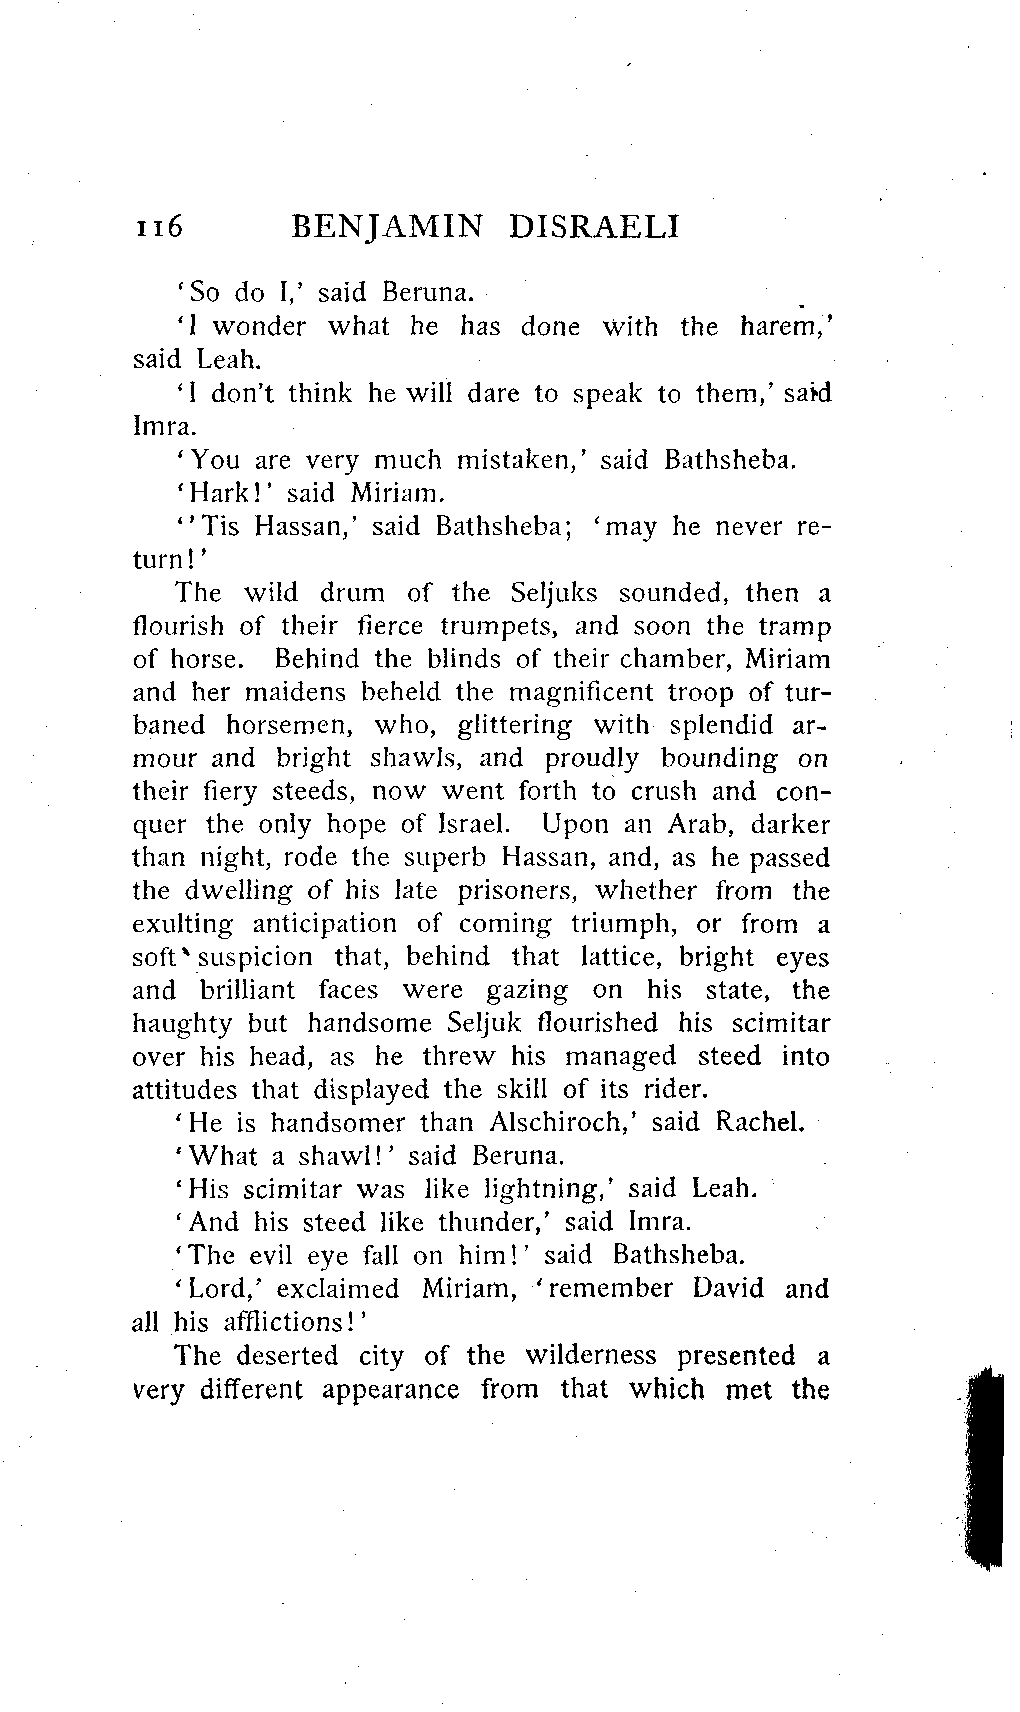 116 BENJAMIN DISRAELI
'So do I,' said Beruna.
'I wonder what he has done with the harem,'
said Leah.
'I don't think he will dare to speak to them,' said
Imra.
'You are very much mistaken,' said Bathsheba.
'Hark!' said Miriam.
''Tis Hassan,' said Bathsheba; 'may he never re-
turn!'
The wild drum of the Seljuks sounded, then a
flourish of their fierce trumpets, and soon the tramp
of horse. Behind the blinds of their chamber, Miriam
and her maidens beheld the magnificent troop of tur-
baned horsemen, who, glittering with splendid ar-
mour and bright shawls, and proudly bounding on
their fiery steeds, now went forth to crush and con-
quer the only hope of Israel. Upon an Arab, darker
than night, rode the superb Hassan, and, as he passed
the dwelling of his late prisoners, whether from the
exulting anticipation of coming triumph, or from a
soft suspicion that, behind that lattice, bright eyes
and brilliant faces were gazing on his state, the
haughty but handsome Seljuk flourished his scimitar
over his head, as he threw his managed steed into
attitudes that displayed the skill of its rider.
'He is handsomer than Alschiroch,' said Rachel.
'What a shawl!' said Beruna.
'His scimitar was like lightning,' said Leah.
'And his steed like thunder,' said Imra.
'The evil eye fall on him!' said Bathsheba.
'Lord,' exclaimed Miriam, 'remember David and
all his afflictions!'
The deserted city of the wilderness presented a
very different appearance from that which met the